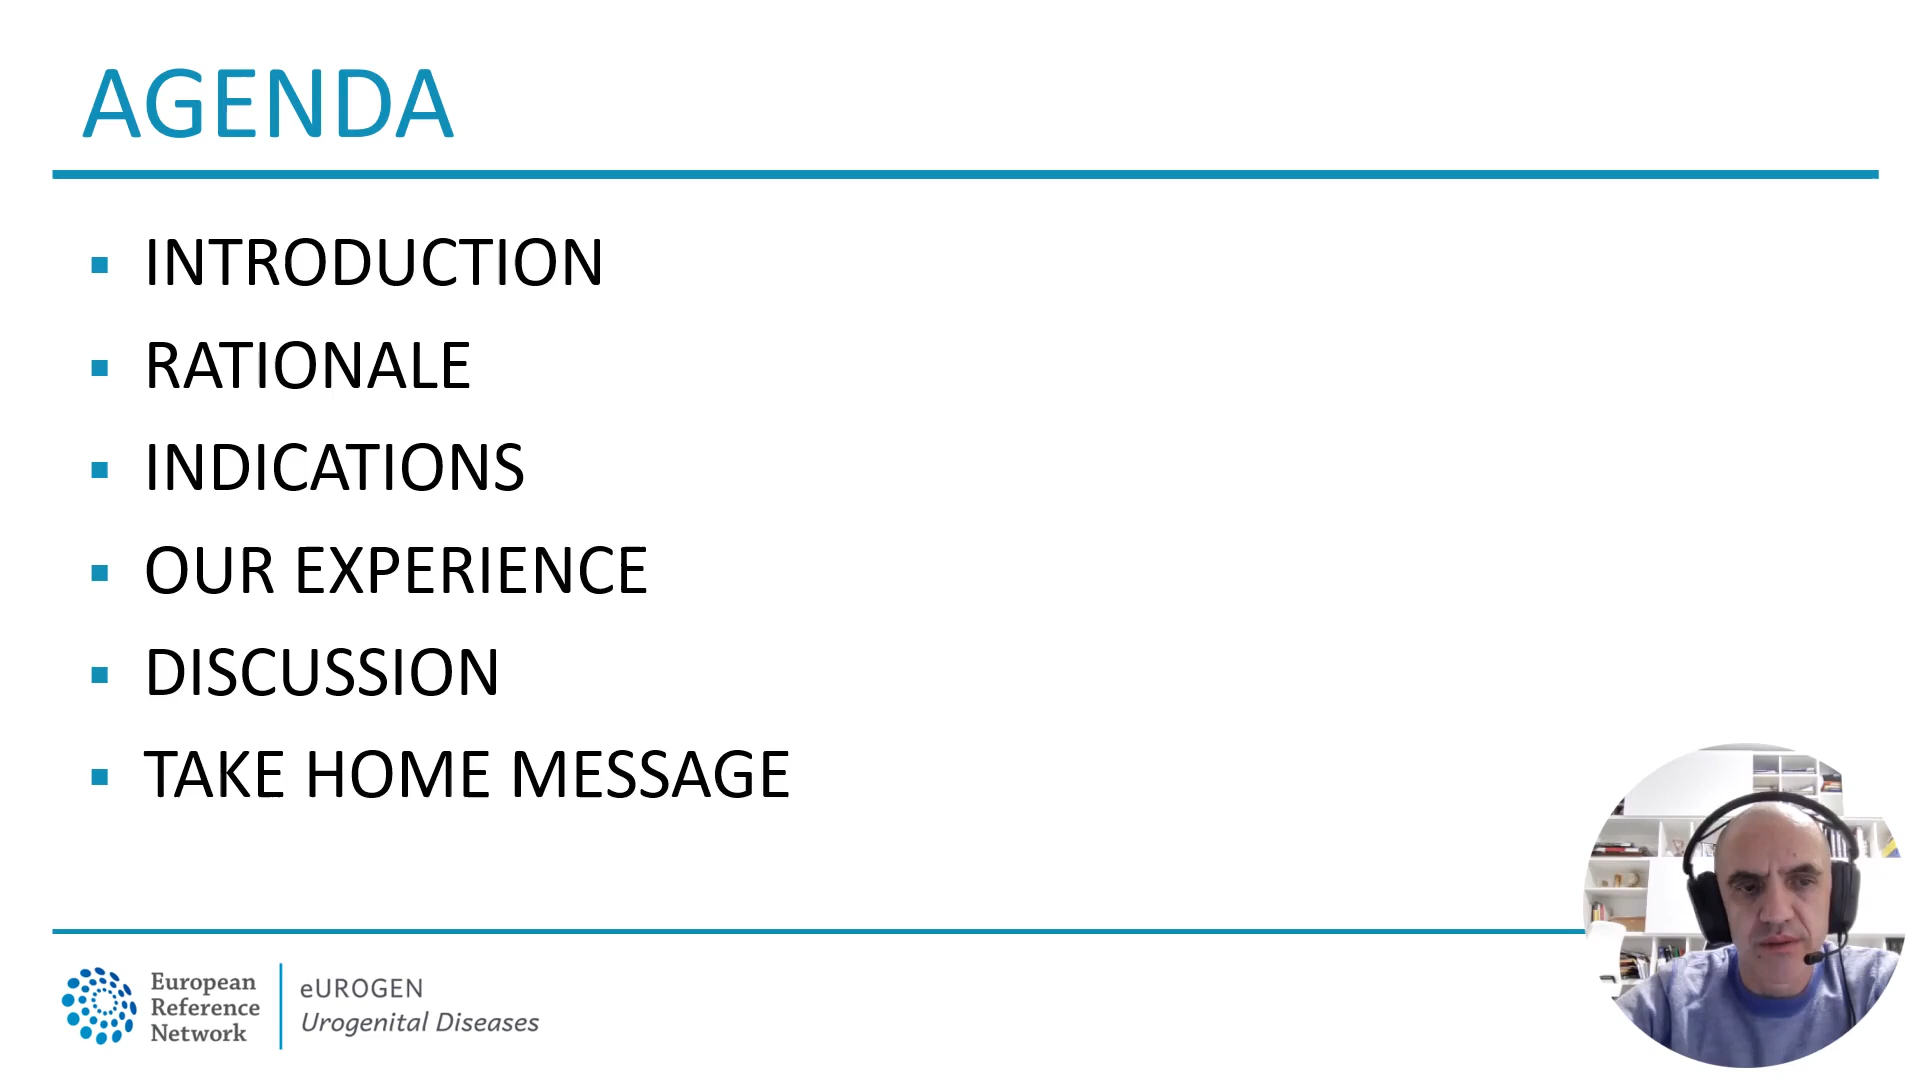 AGENDA
INTRODUCTION
RATIONALE
INDICATIONS
OUR EXPERIENCE
DISCUSSION
TAKE HOME MESSAGE
European
Reference
Network
eUROGEN
Urogenital Diseases